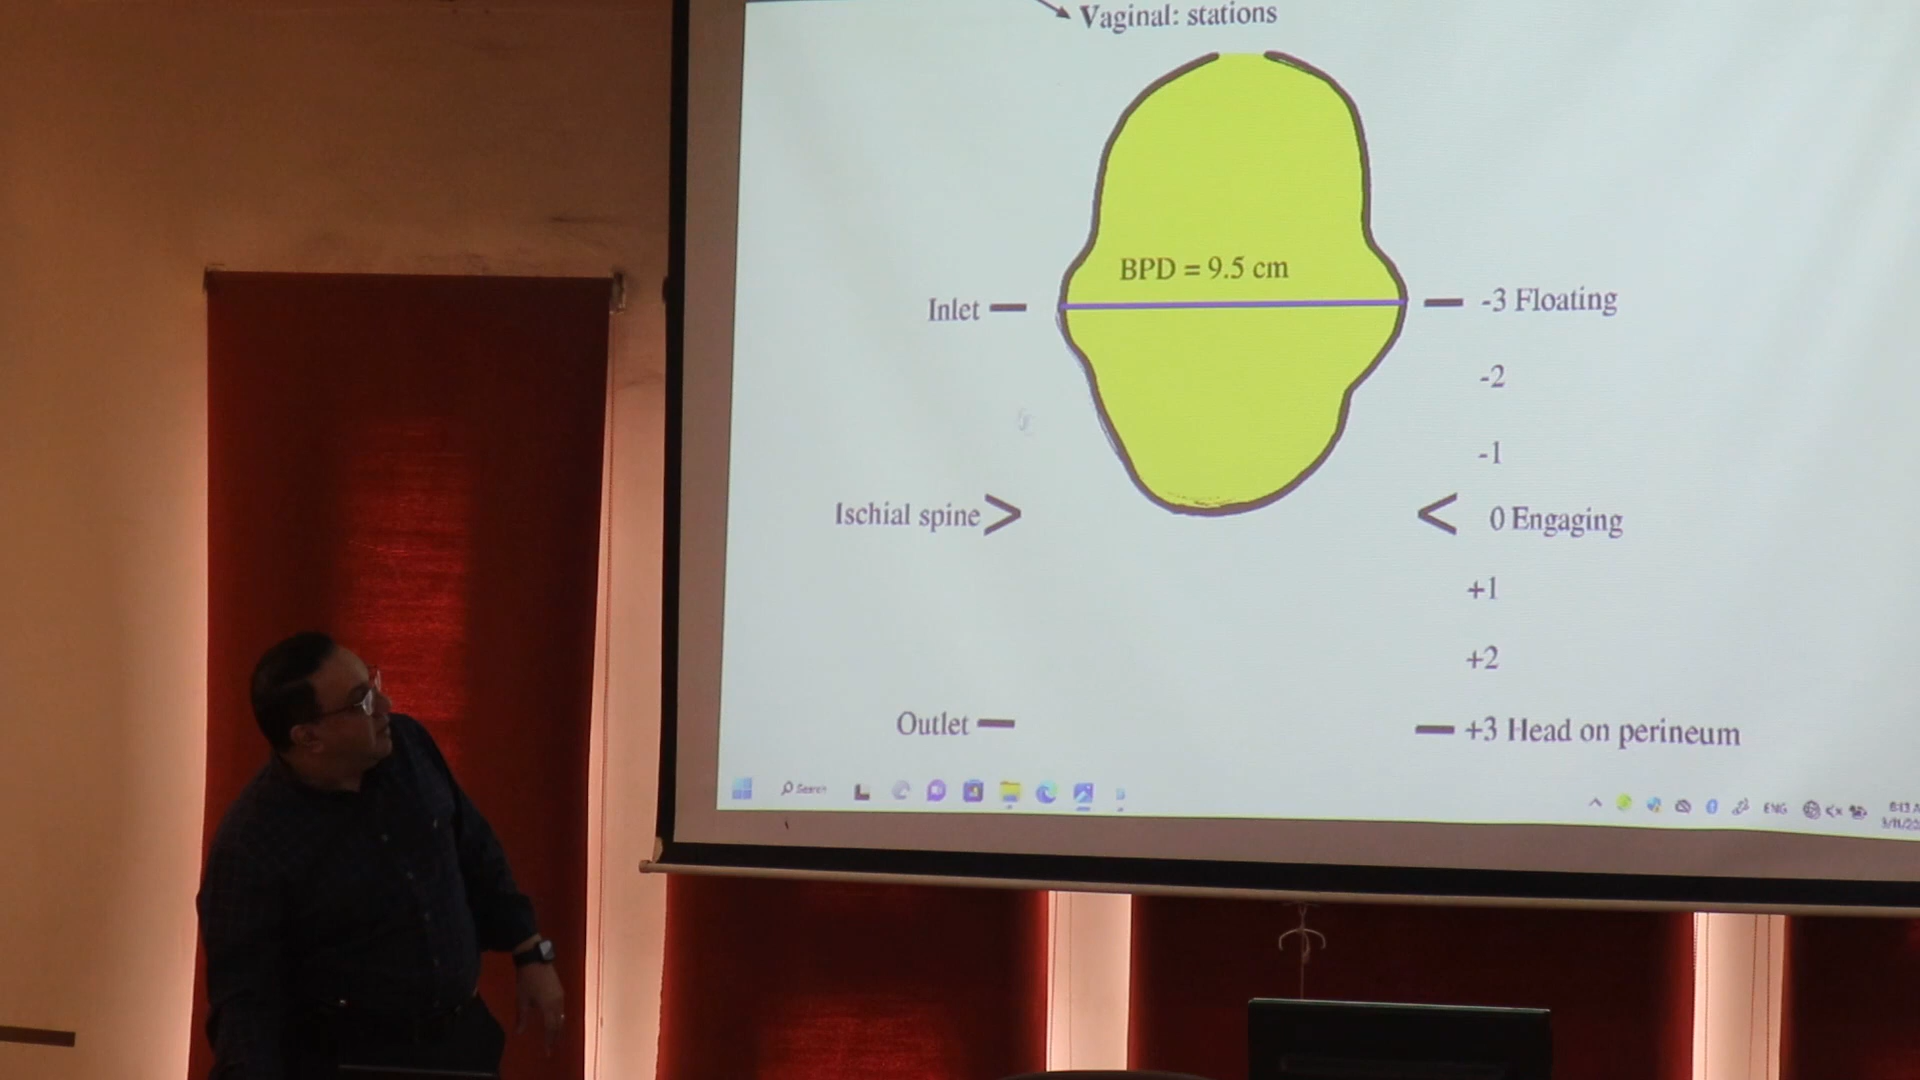 Vaginal: stations
BPD = 9.5 cm
Inlet
-3 Floating
-2
-1
Ischial spine >
< 0 Engaging
+1
+2
Outlet
+3 Head on perineum
Search
ENG